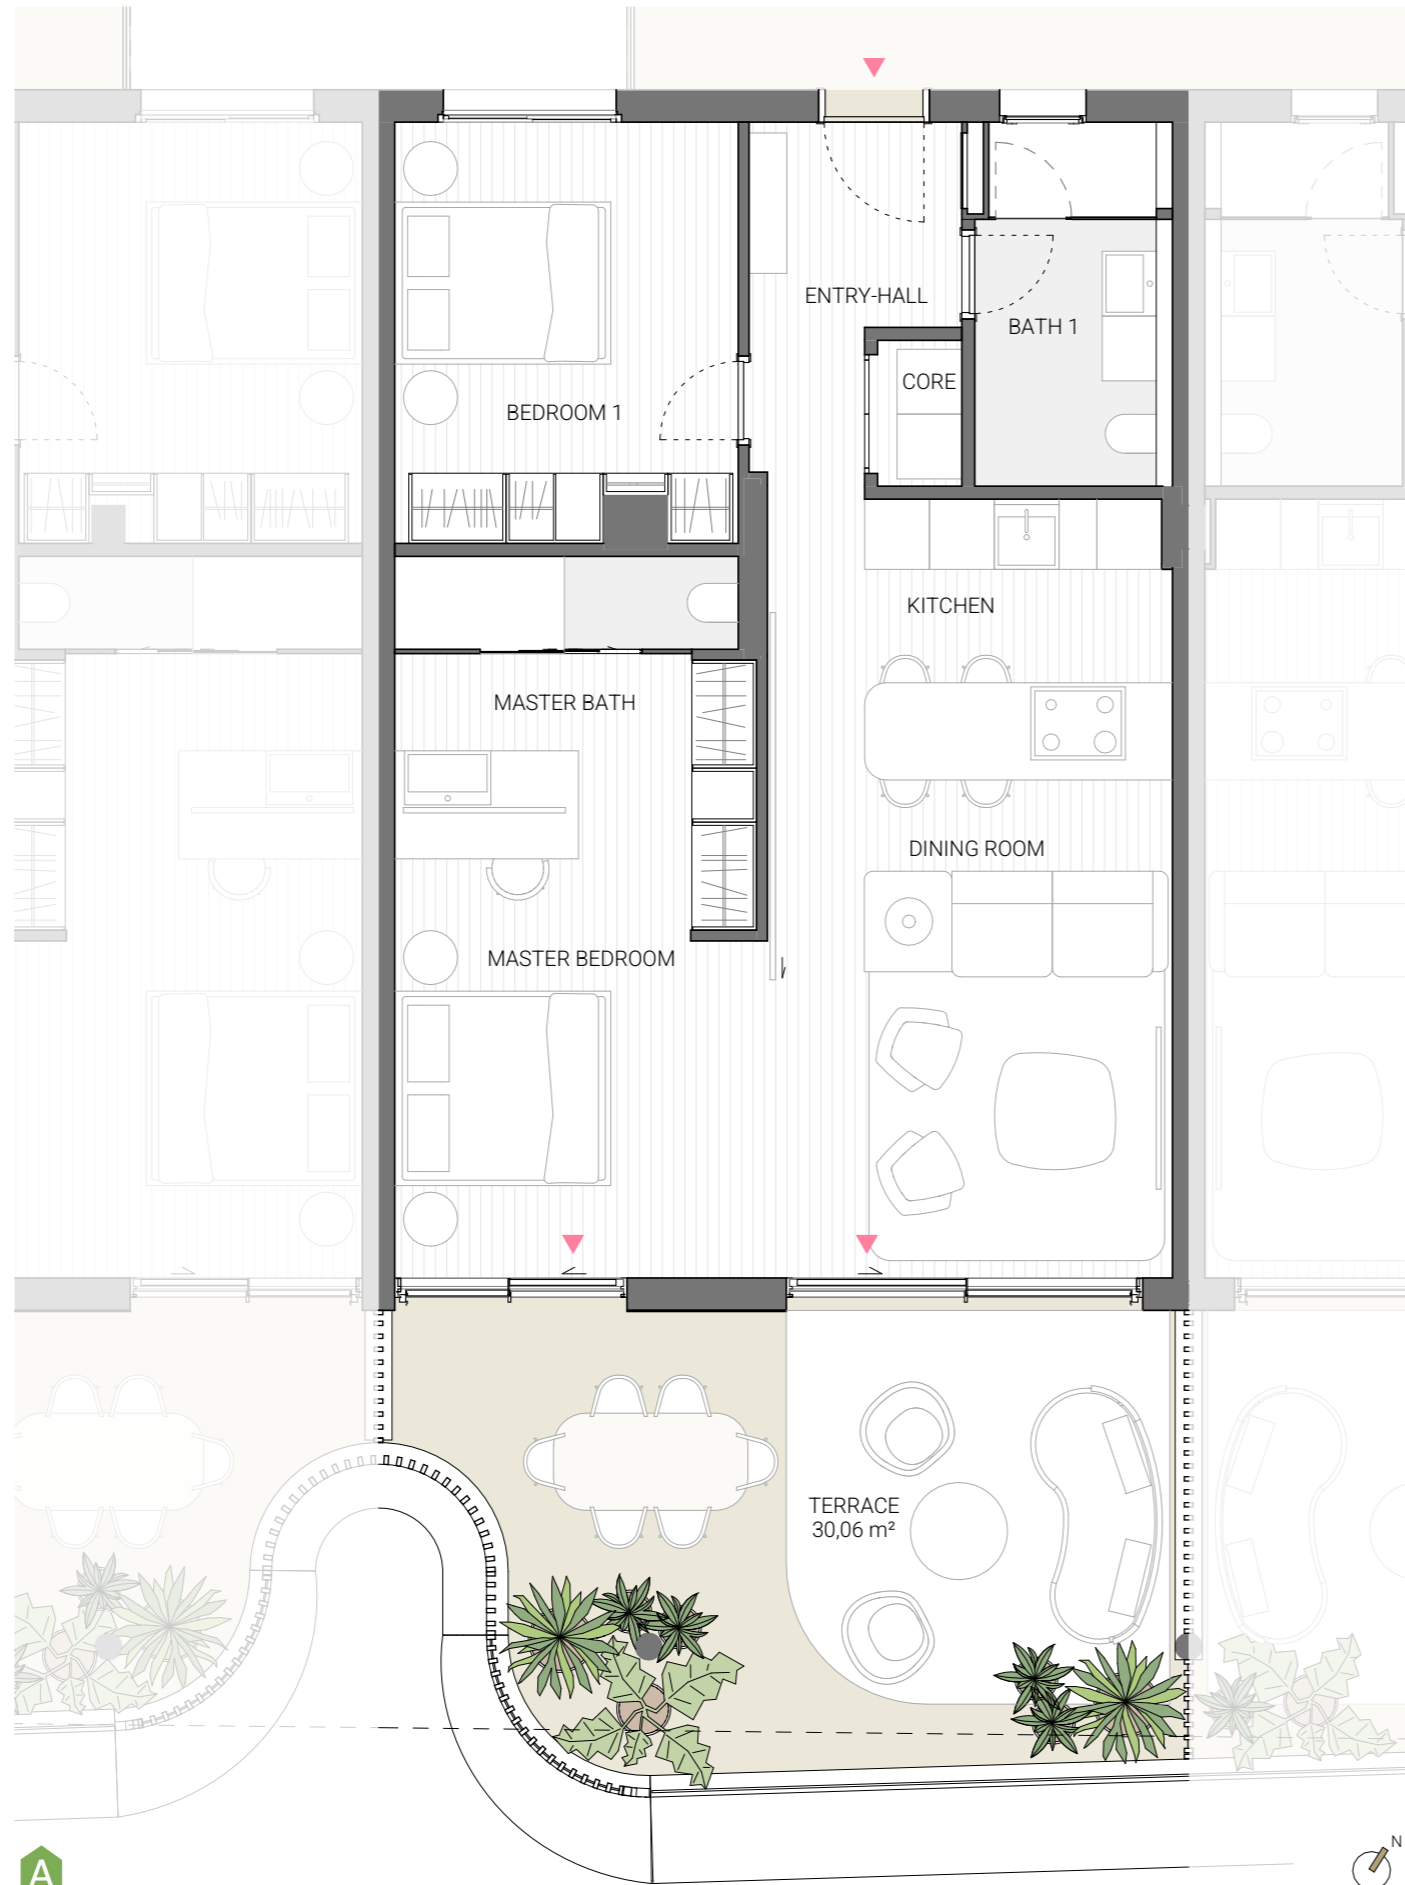 ENTRY-HALL
BATH 1
CORE
BEDROOM 1
KITCHEN
MASTER BATH
DINING ROOM
MASTER BEDROOM
TERRACE
30,06 m²
A
N